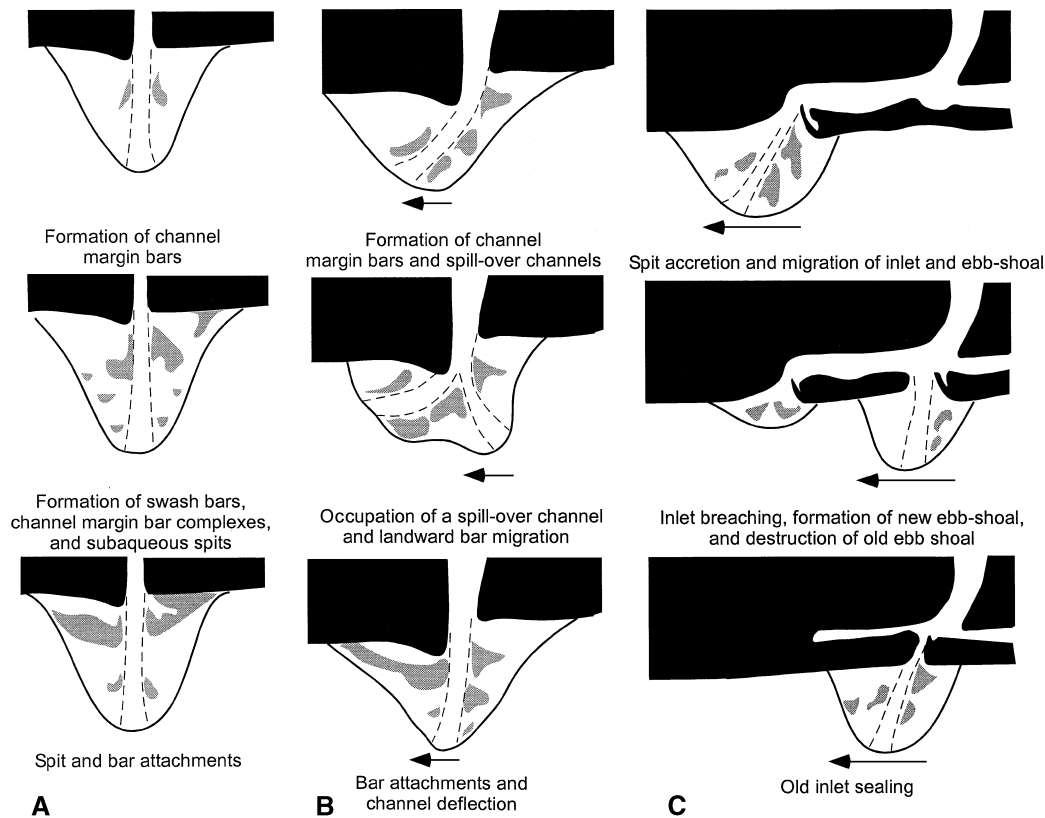 Formation of channel
margin bars
Formation of swash bars,
channel margin bar complexes,
and subaqueous spits
Spit and bar attachments
A
Formation of channel
margin bars and spill-over channels
Occupation of a spill-over channel
and landward bar migration
Bar attachments and
channel deflection
B
Spit accretion and migration of inlet and ebb-shoal
Inlet breaching, formation of new ebb-shoal,
and destruction of old ebb shoal
Old inlet sealing
C